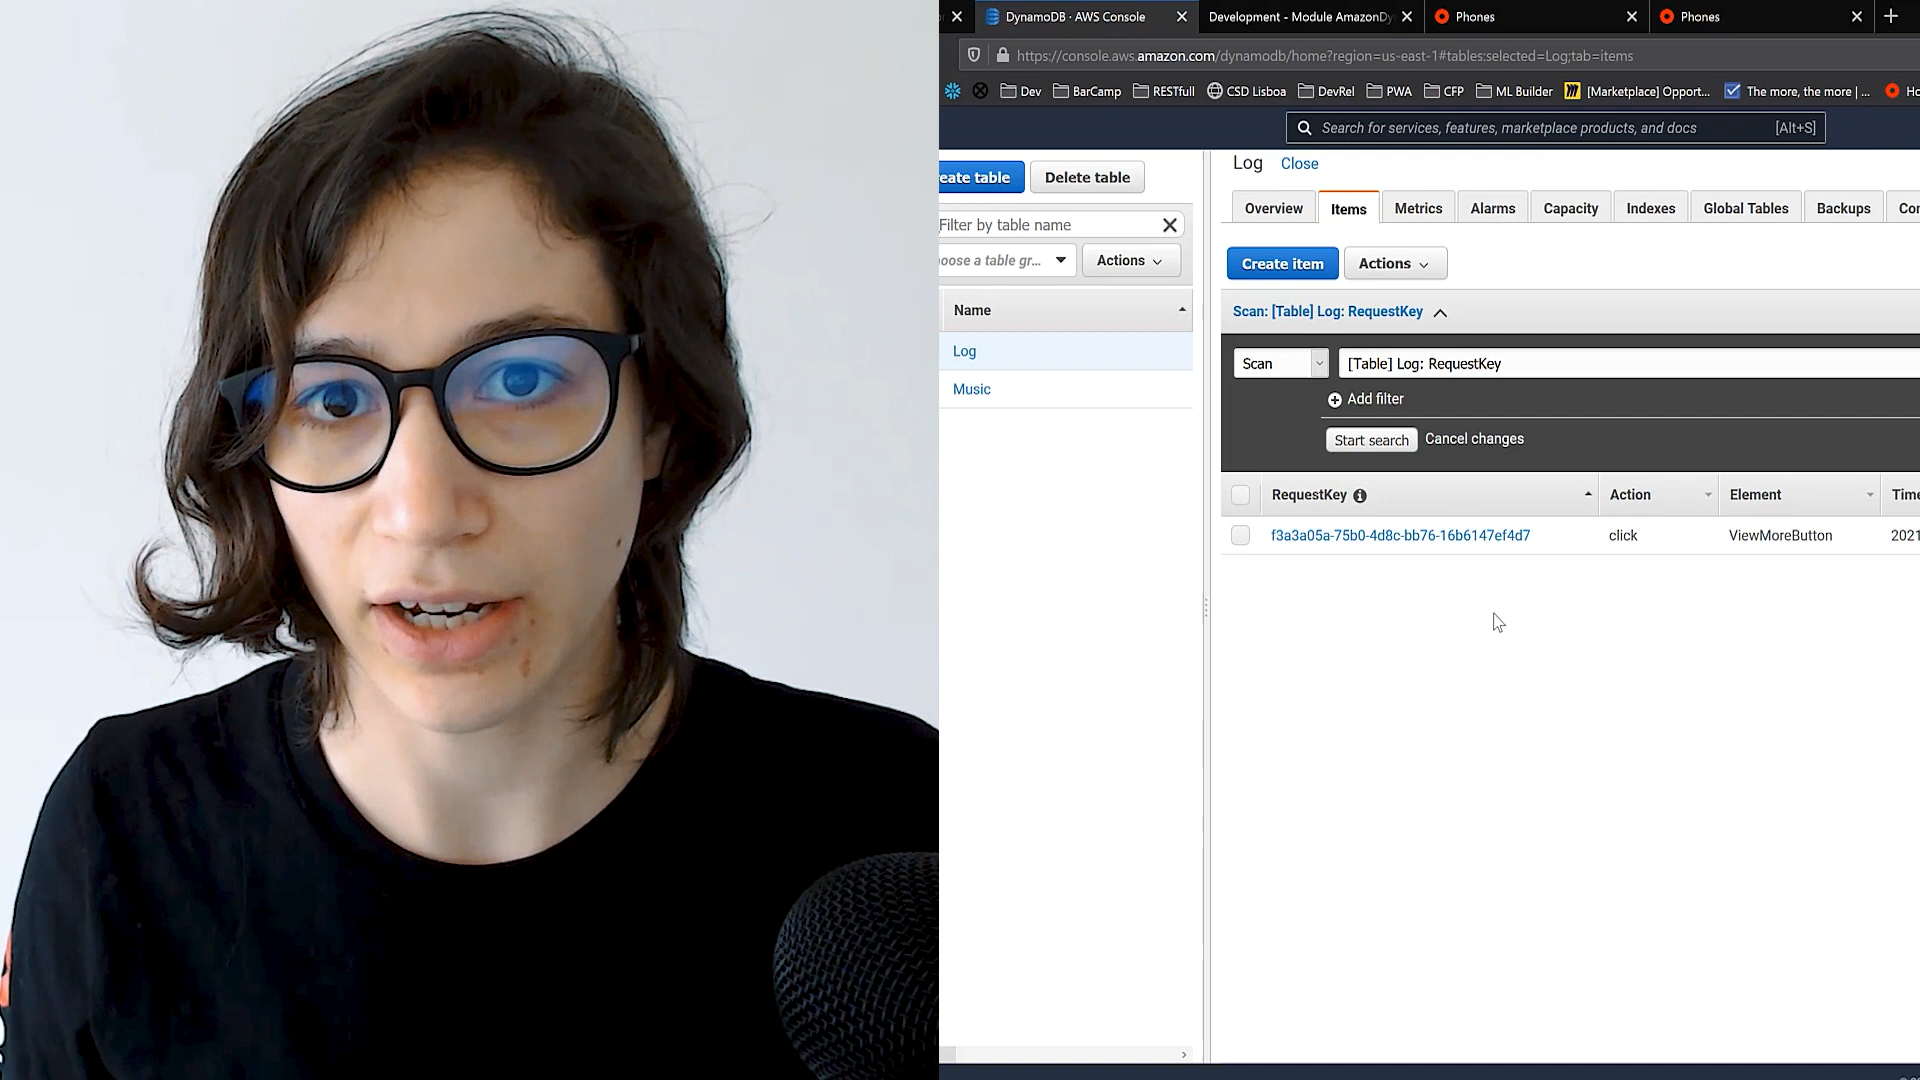 DynamoDB · AWS Console
Development - Module AmazonDy
Phones
Phones
https://console.aws.amazon.com/dynamodb/home?region=us-east-1#tables:selected=Log;tab=items
Dev
BarCamp
RESTfull
CSD Lisboa
DevRel
PWA
CFP
ML Builder
[Marketplace] Opport...
The more, the more | ...
Search for services, features, marketplace products, and docs
[Alt+S]
eate table
Delete table
Filter by table name
oose a table gr...
Actions
Name
Log
Music
Log Close
Overview
Items
Metrics
Alarms
Capacity
Indexes
Global Tables
Backups
Create item
Actions
Scan: [Table] Log: RequestKey
Scan
[Table] Log: RequestKey
Add filter
Start search
Cancel changes
RequestKey
Action
Element
Time
f3a3a05a-75b0-4d8c-bb76-16b6147ef4d7
click
ViewMoreButton
2021